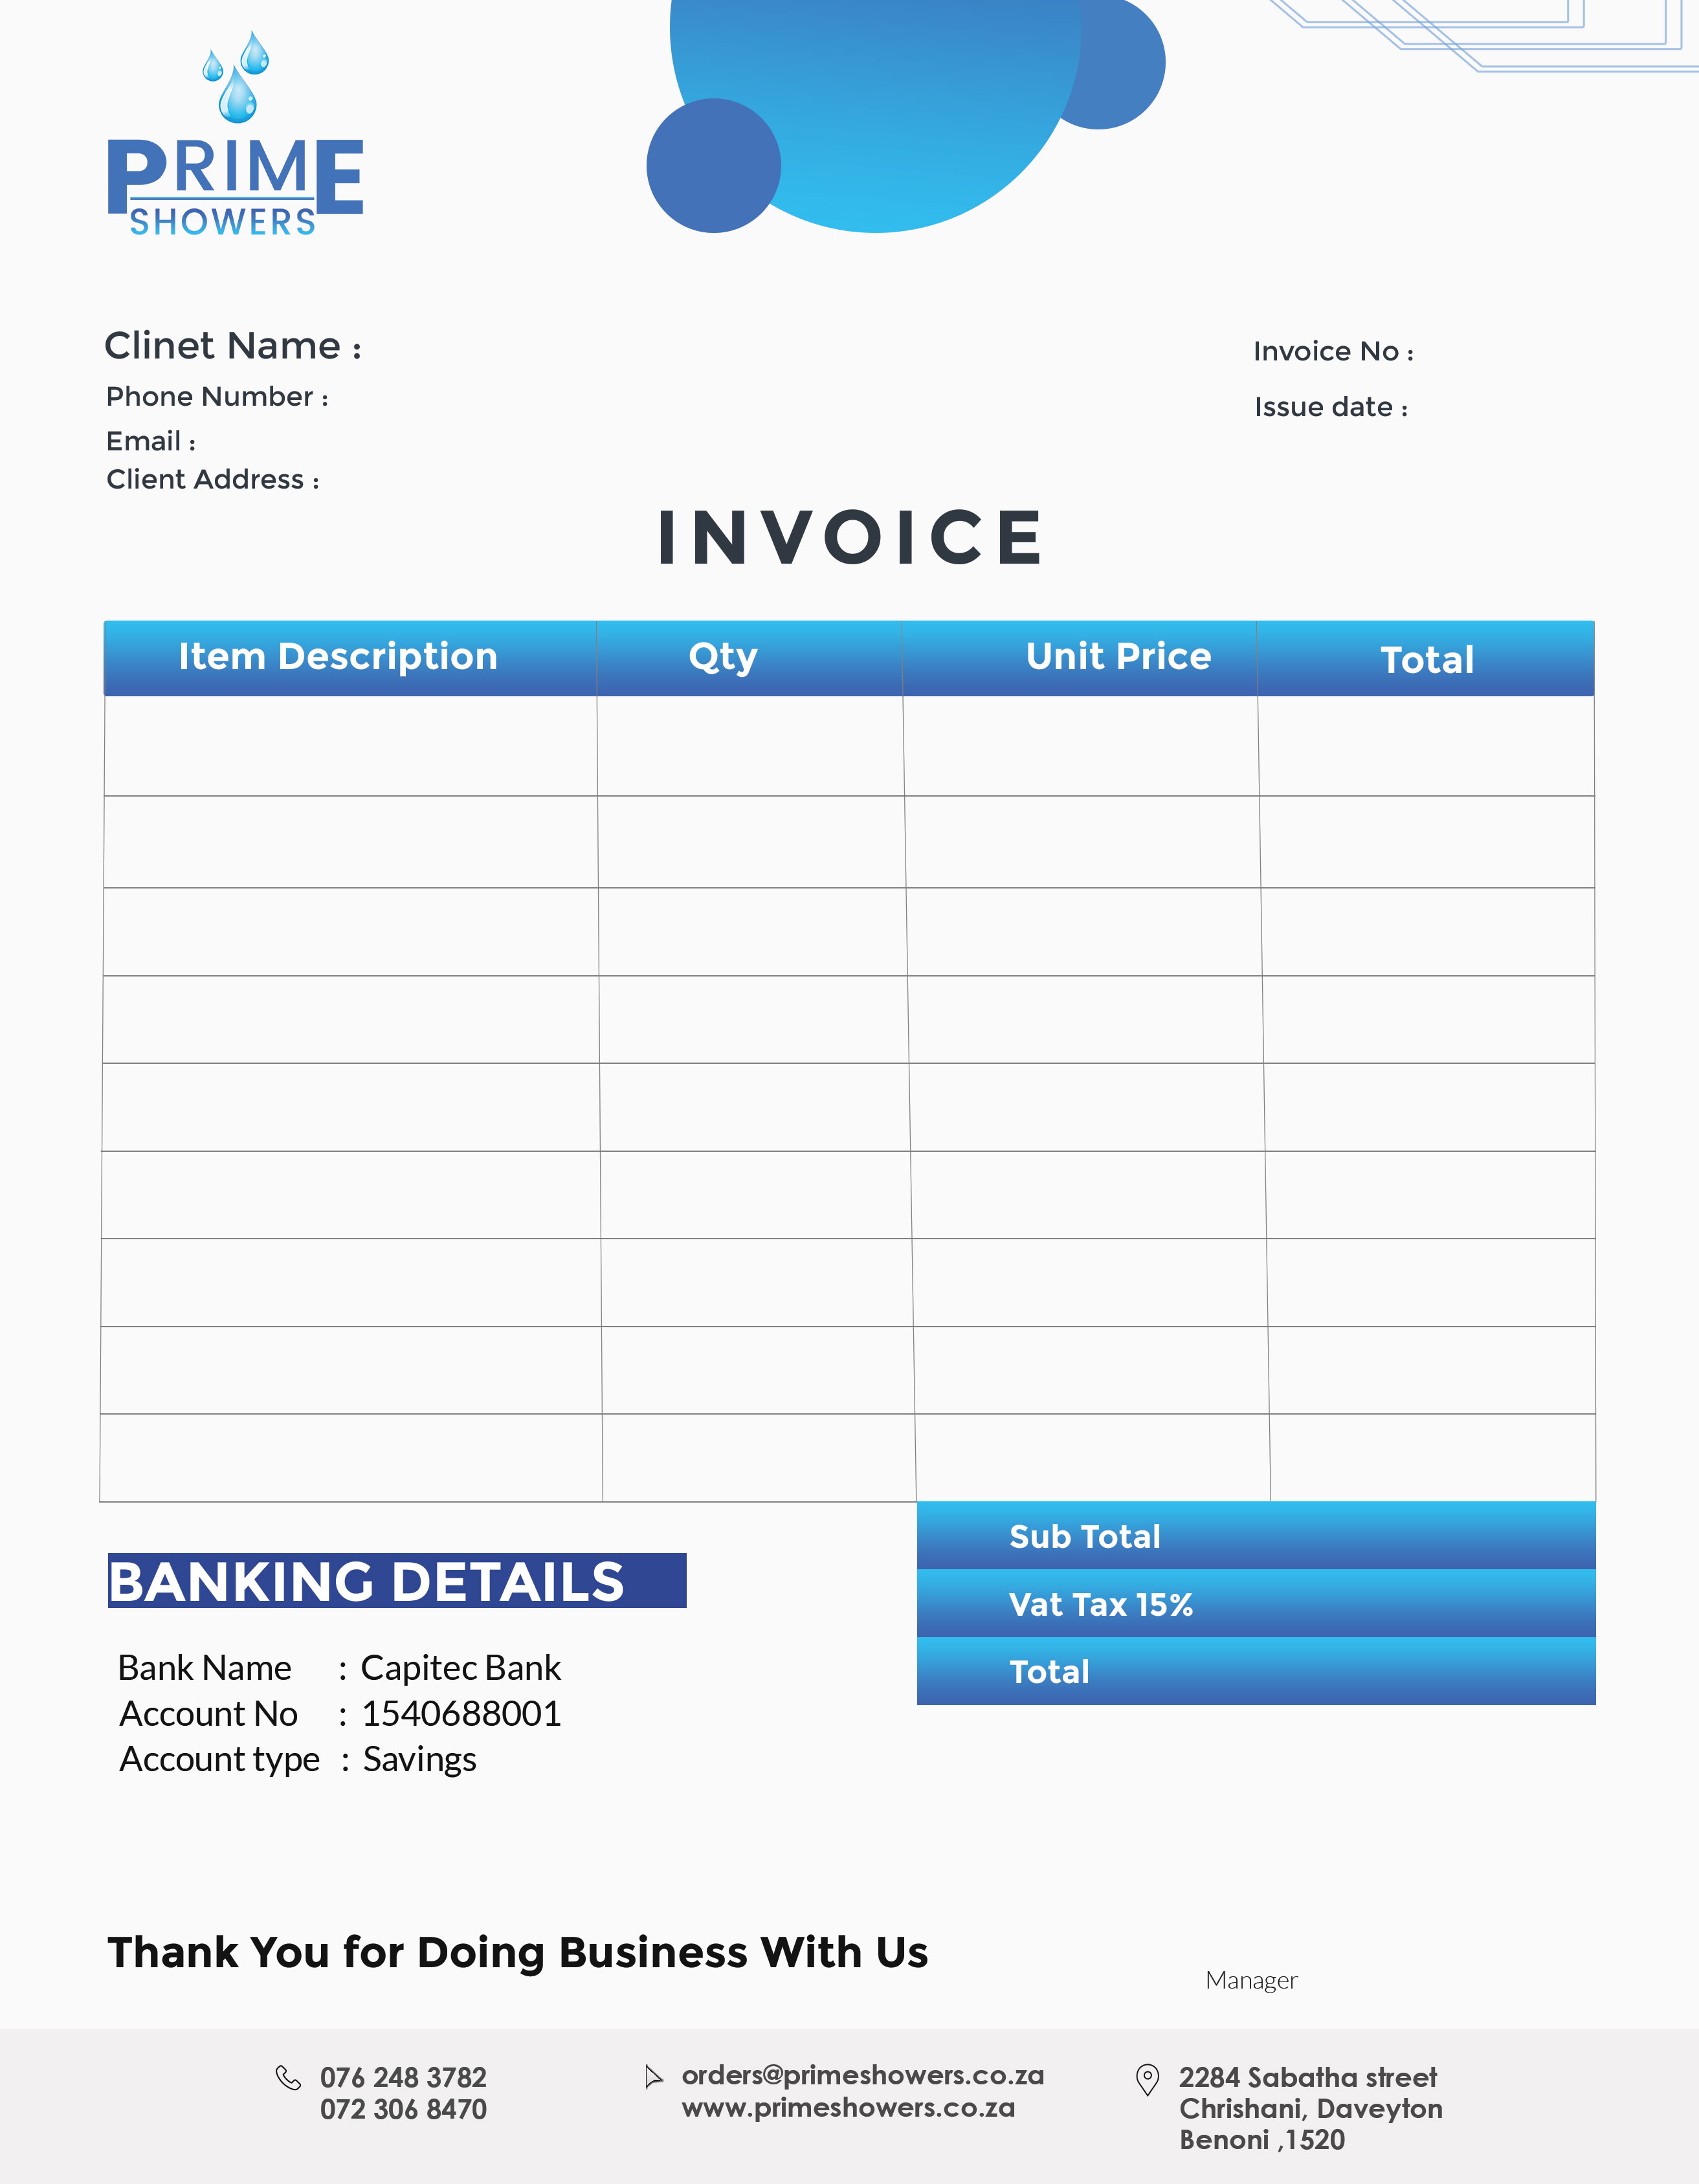 PRIME
SHOWERS
Clinet Name :
Phone Number :
Email :
Client Address :
Invoice No :
Issue date :
INVOICE
Item Description Qty Unit Price Total
Sub Total
Vat Tax 15%
Total
BANKING DETAILS
Bank Name : Capitec Bank
Account No : 1540688001
Account type : Savings
Thank You for Doing Business With Us
Manager
076 248 3782
072 306 8470
orders@primeshowers.co.za
www.primeshowers.co.za
2284 Sabatha street
Chrishani, Daveyton
Benoni ,1520